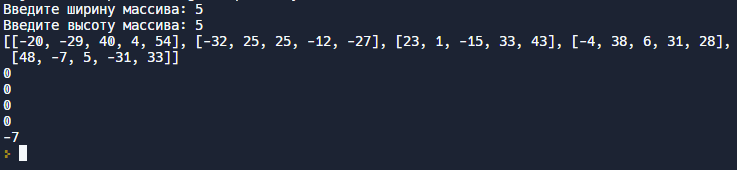 Введите ширину массива: 5
Введите высоту массива: 5
[[-20, -29, 40, 4, 54], [-32, 25, 25, -12, -27], [23, 1, -15, 33, 43], [-4, 38, 6, 31, 28],
[48, -7, 5, -31, 33]]
0
0
0
0
-7
>